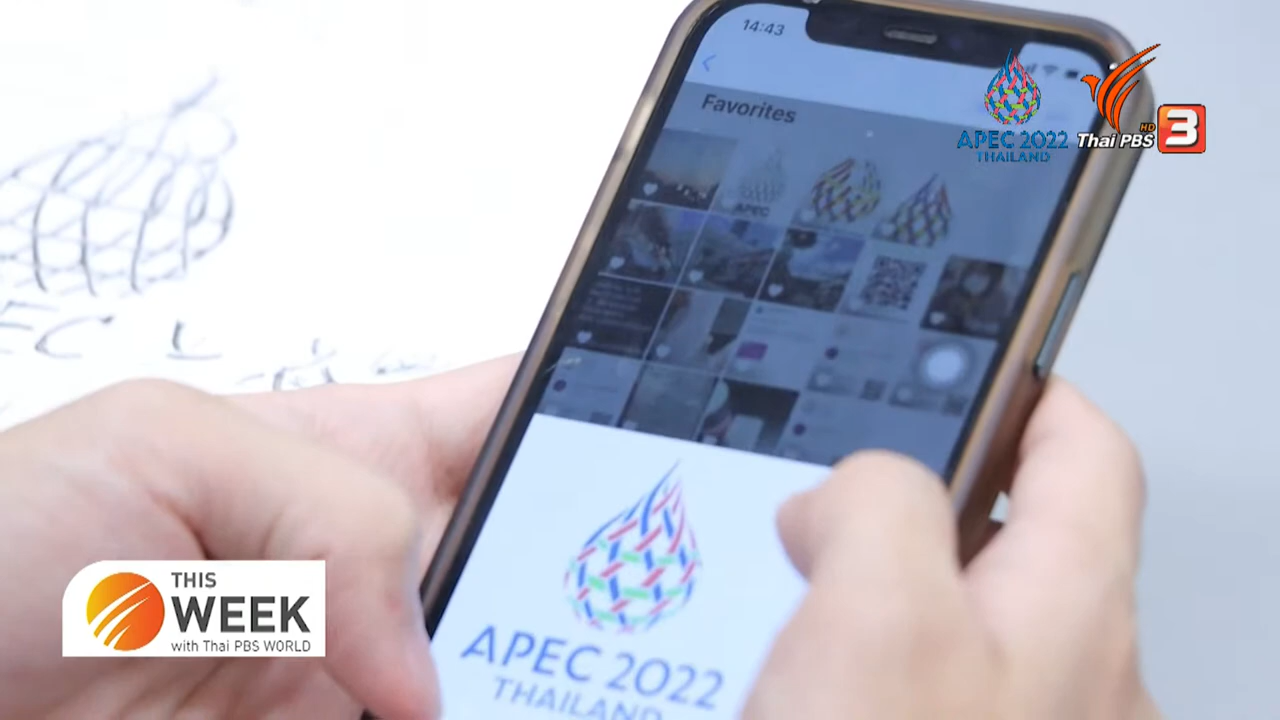 14:43
Favorites
APEC
APEC 2022
THAILAND
HD
Thai PBS 3
EC
APEC 2022
THAILAND
THIS
WEEK
with Thai PBS WORLD